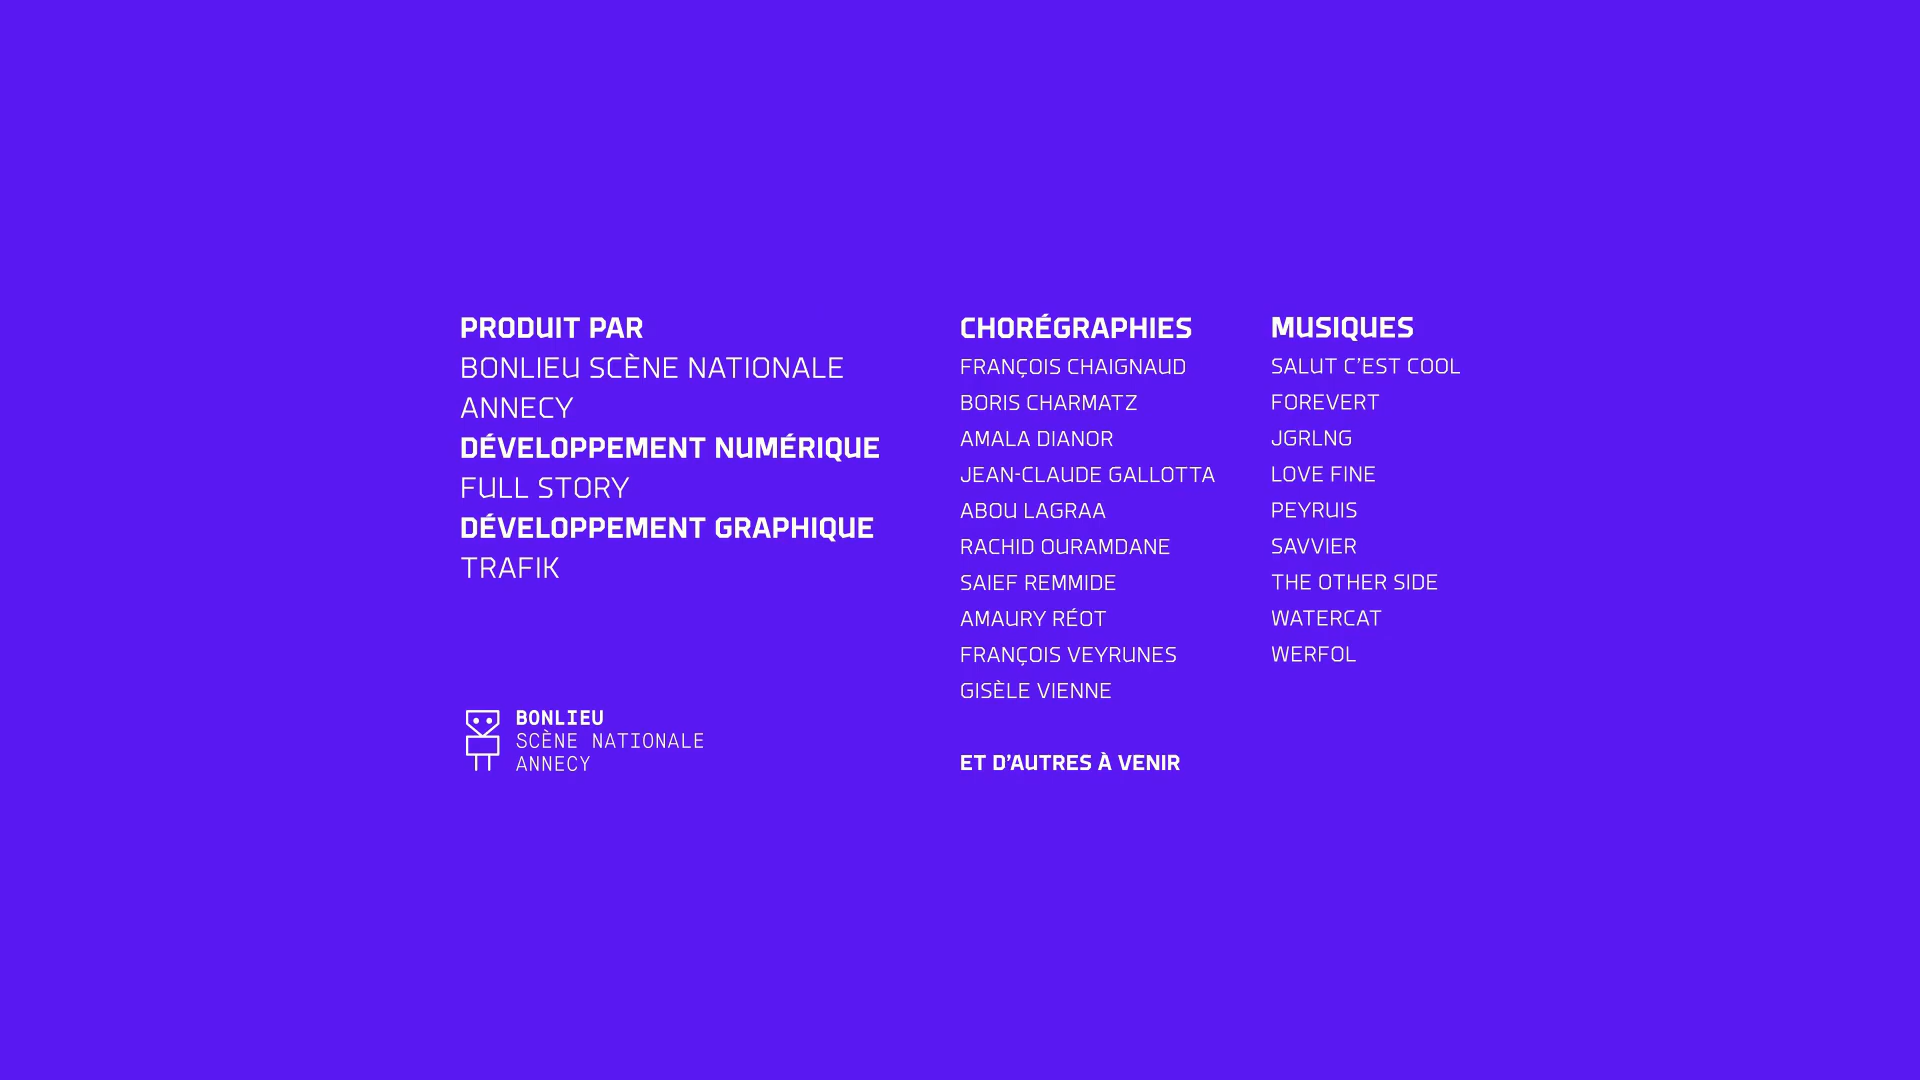 PRODUIT PAR
BONLIEU SCÈNE NATIONALE
ANNECY
DÉVELOPPEMENT NUMÉRIQUE
FULL STORY
DÉVELOPPEMENT GRAPHIQUE
TRAFIK
BONLIEU
SCÈNE NATIONALE
ANNECY
CHORÉGRAPHIES
FRANÇOIS CHAIGNAUD
BORIS CHARMATZ
AMALA DIANOR
JEAN-CLAUDE GALLOTTA
ABOU LAGRAA
RACHID OURAMDANE
SAIEF REMMIDE
AMAURY RÉOT
FRANÇOIS VEYRUNES
GISÈLE VIENNE
ET D’AUTRES À VENIR
MUSIQUES
SALUT C’EST COOL
FOREVERT
JGRLNG
LOVE FINE
PEYRUIS
SAVVIER
THE OTHER SIDE
WATERCAT
WERFOL